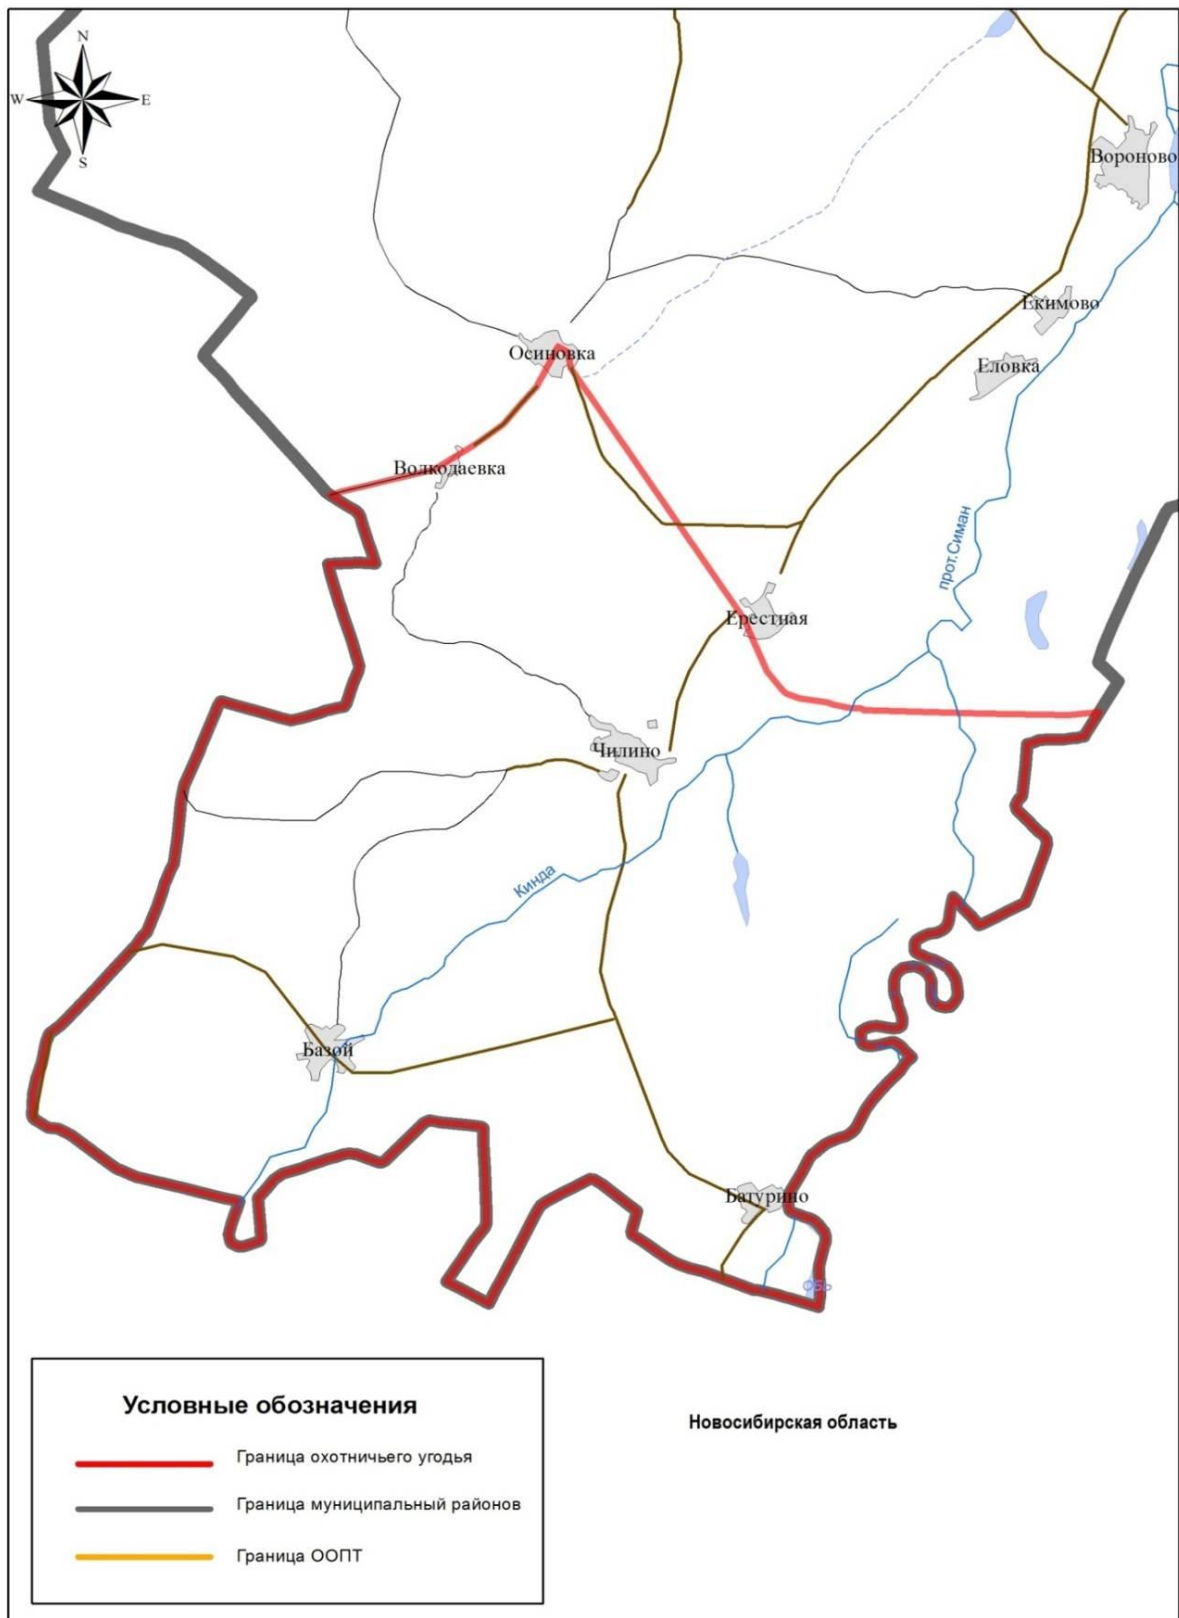 N
W
E
S
Вороново
Екимово
Осиновка
Еловка
Волкодаевка
прот.Симан
Ерестная
Чилино
Кинда
Базой
Батурино
Обь
Условные обозначения
Новосибирская область
Граница охотничьего угодья
Граница муниципальный районов
Граница ООПТ